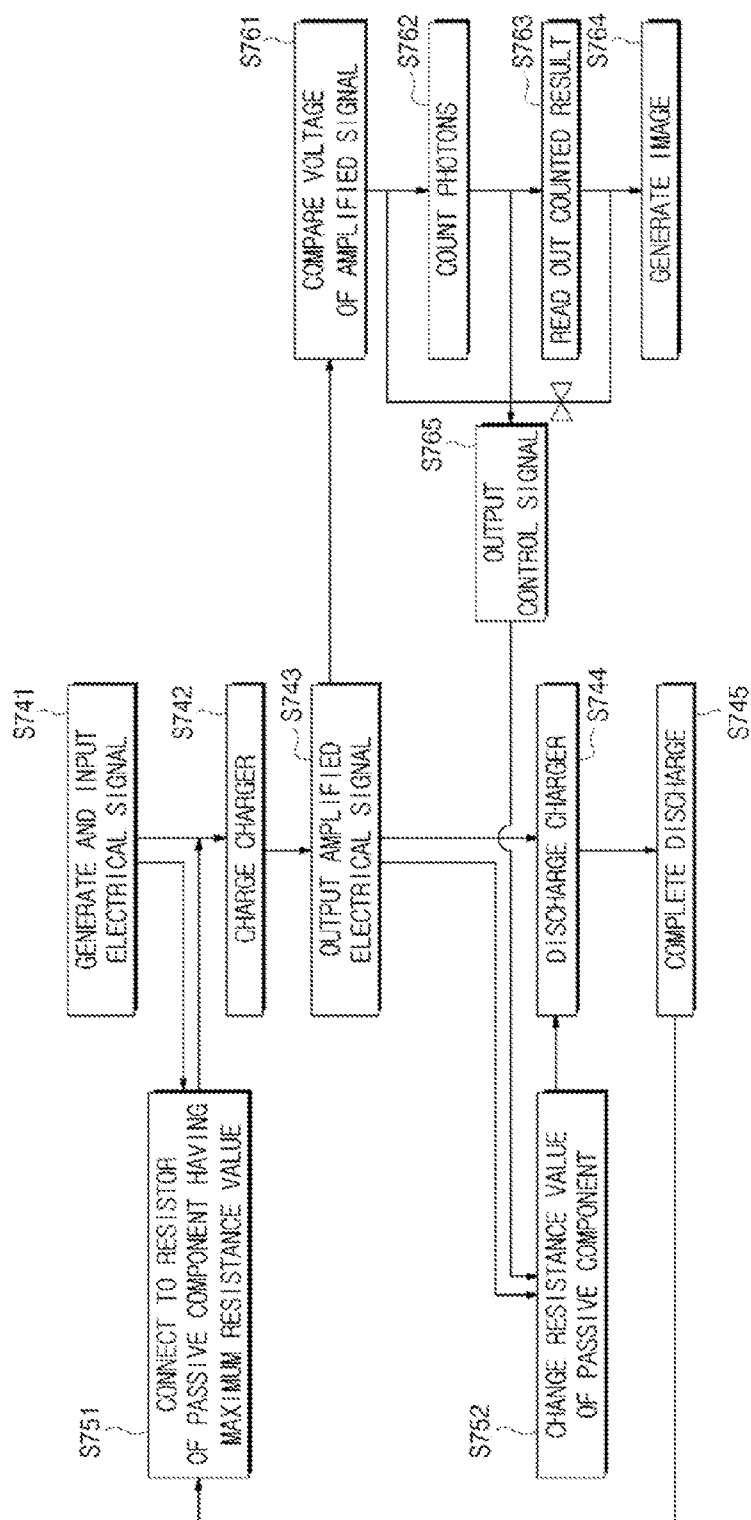 S741
GENERATE AND INPUT
ELECTRICAL SIGNAL
S751
CONNECT TO RESISTOR
OF PASSIVE COMPONENT HAVING
MAXIMUM RESISTANCE VALUE
S742
CHARGE CHARGER
S743
OUTPUT AMPLIFIED
ELECTRICAL SIGNAL
S761
COMPARE VOLTAGE
OF AMPLIFIED SIGNAL
S762
COUNT PHOTONS
S763
READ OUT COUNTED RESULT
S764
GENERATE IMAGE
S765
OUTPUT
CONTROL SIGNAL
S752
CHANGE RESISTANCE VALUE
OF PASSIVE COMPONENT
S744
DISCHARGE CHARGER
S745
COMPLETE DISCHARGE